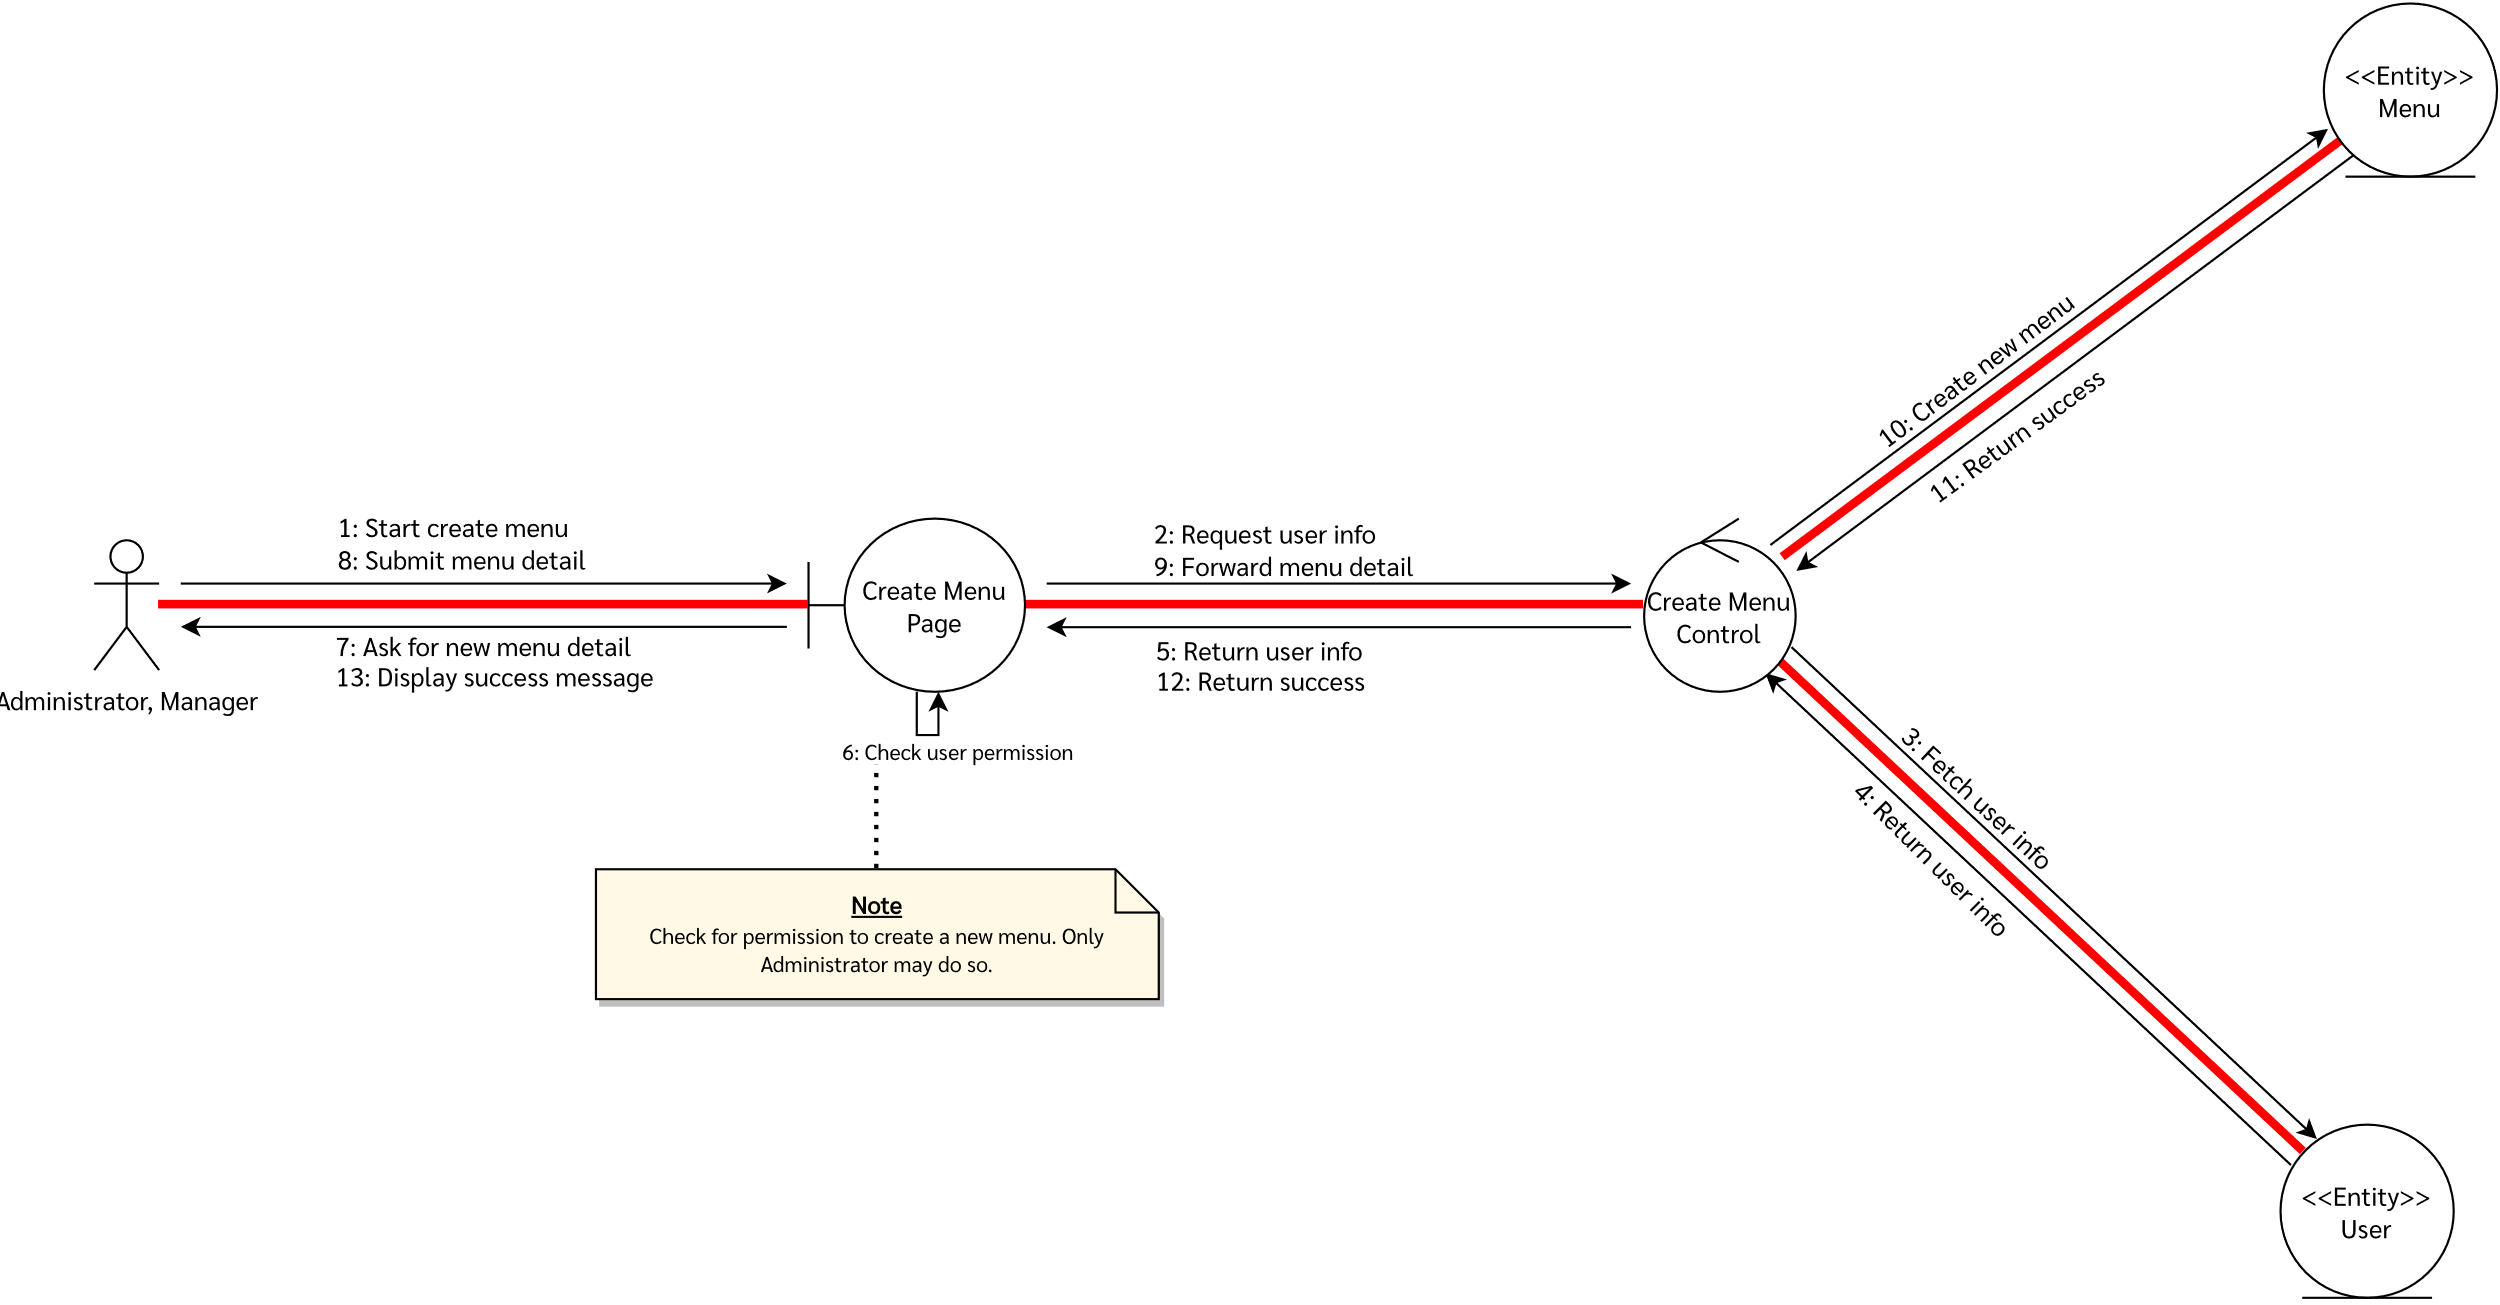 <<Entity>>
Menu
10: Create new menu
11: Return success
1: Start create menu
8: Submit menu detail
2: Request user info
9: Forward menu detail
Create Menu
Page
Create Menu
Control
7: Ask for new menu detail
13: Display success message
5: Return user info
12: Return success
Administrator, Manager
6: Check user permission
3: Fetch user info
4: Return user info
Note
Check for permission to create a new menu. Only
Administrator may do so.
<<Entity>>
User